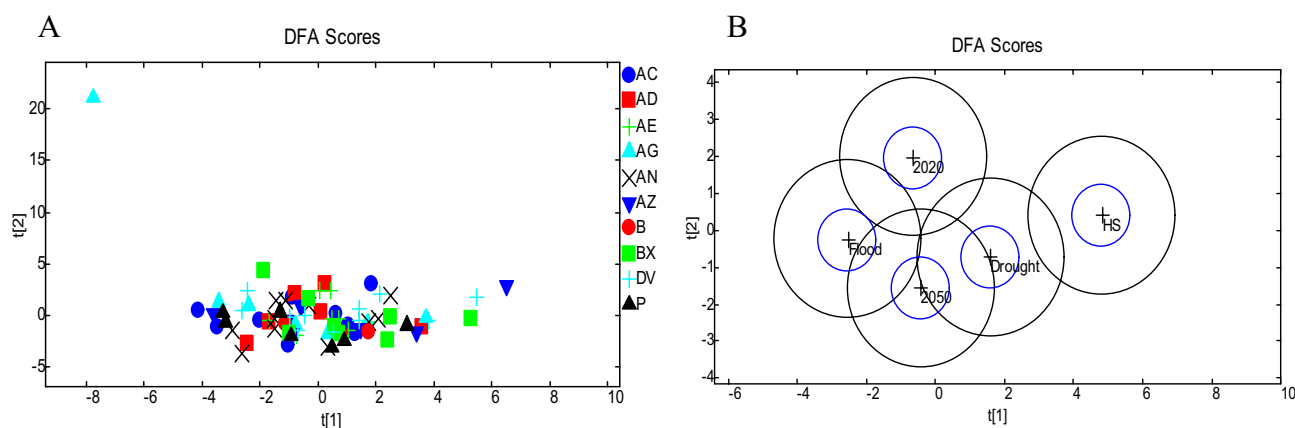 A
DFA Scores
t[2]
20
15
10
5
0
-5
-8
-6
-4
-2
0
2
4
6
8
10
t[1]
AC
AD
AE
AG
AN
AZ
B
BX
DV
P
B
DFA Scores
t[2]
4
3
2
1
0
-1
-2
-3
-4
-6
-4
-2
0
2
4
6
8
10
t[1]
2020
HS
Flood
Drought
2050